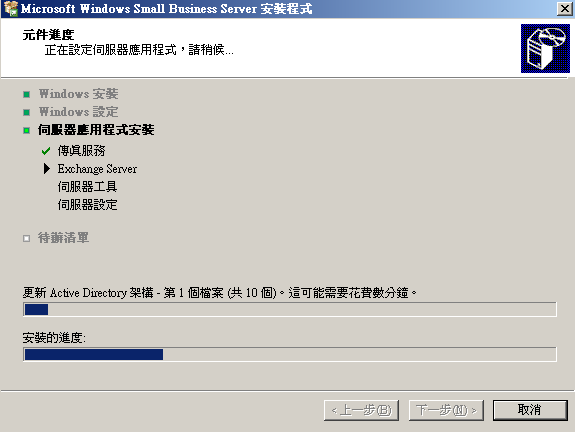 Microsoft Windows Small Business Server 安裝程式
元件進度
正在設定伺服器應用程式，請稍候...
Windows 安裝
Windows 設定
伺服器應用程式安裝
傳真服務
Exchange Server
伺服器工具
伺服器設定
待辦清單
更新 Active Directory 架構 - 第 1 個檔案 (共 10 個)。這可能需要花費數分鐘。
安裝的進度:
< 上一步(B) 下一步(N) > 取消